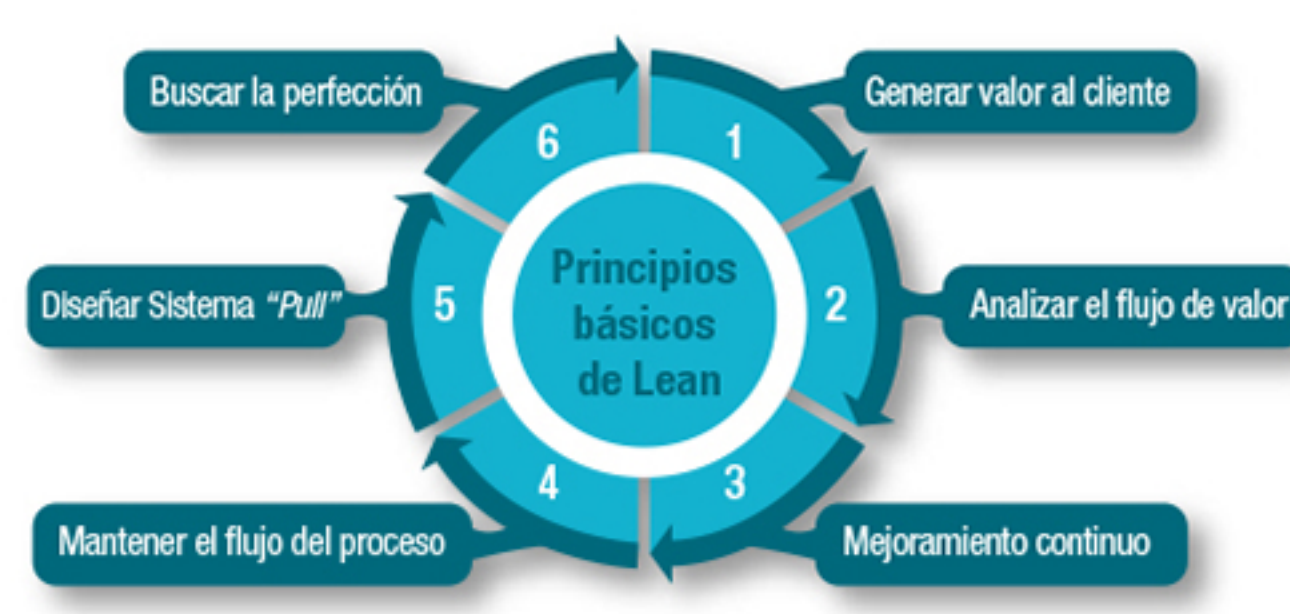 Principios
básicos
de Lean
1
Generar valor al cliente
2
Analizar el flujo de valor
3
Mejoramiento continuo
4
Mantener el flujo del proceso
5
Diseñar Sistema "Pull"
6
Buscar la perfección